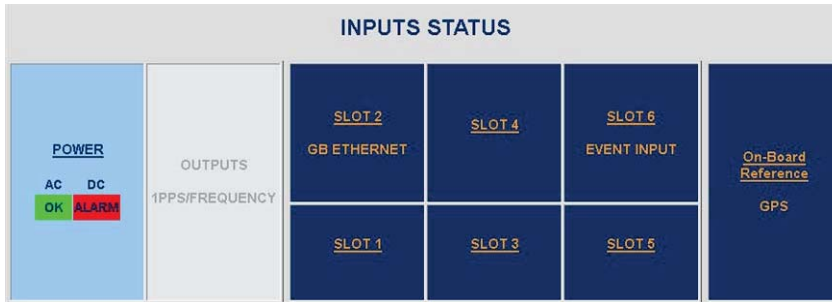 INPUTS STATUS
POWER
AC DC
OK ALARM
OUTPUTS
1PPS/FREQUENCY
SLOT 2
GB ETHERNET
SLOT 4
SLOT 6
EVENT INPUT
SLOT 1
SLOT 3
SLOT 5
On-Board
Reference
GPS